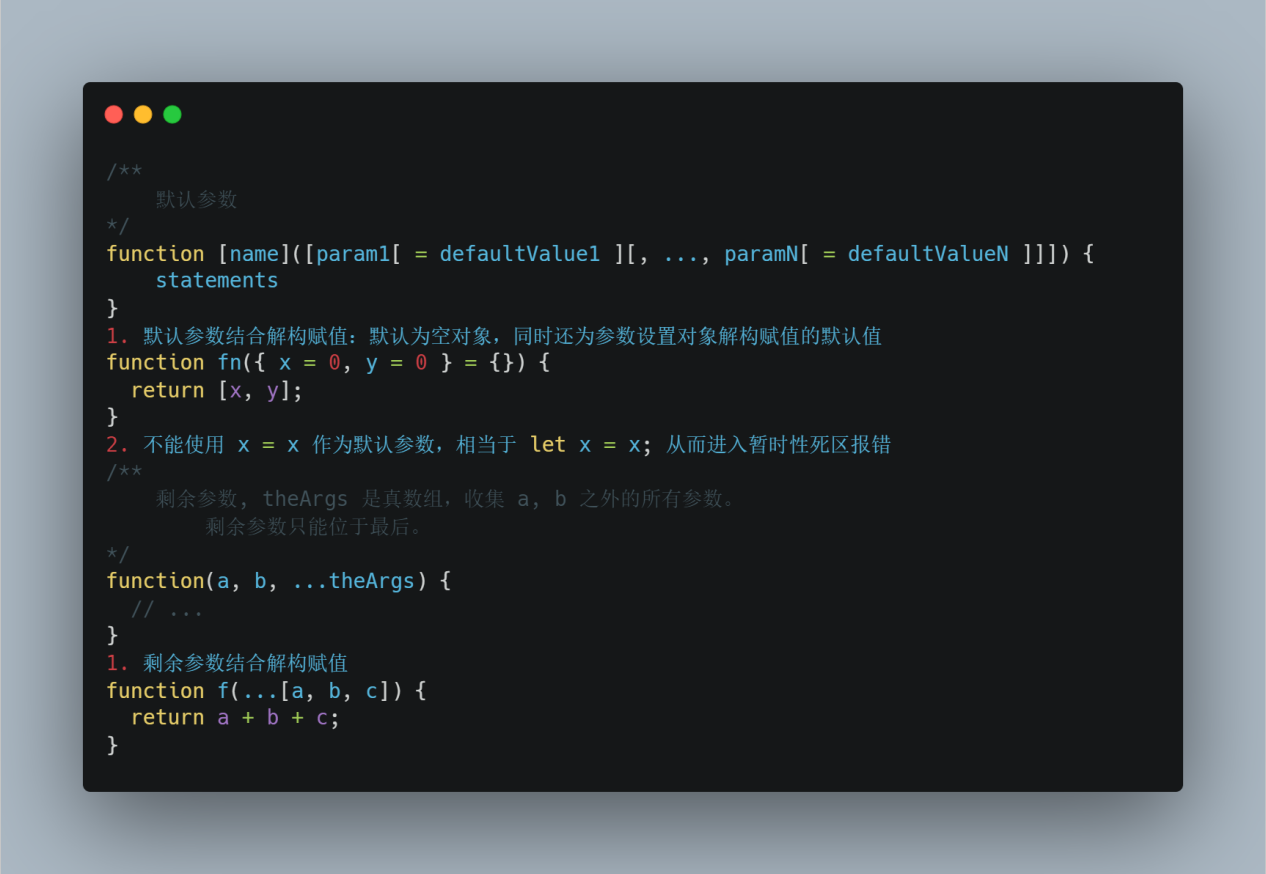 /**
    默认参数
*/
function [name]([param1[ = defaultValue1 ][, ..., paramN[ = defaultValueN ]]]) {
    statements
}
1. 默认参数结合解构赋值：默认为空对象，同时还为参数设置对象解构赋值的默认值
function fn({ x = 0, y = 0 } = {}) {
  return [x, y];
}
2. 不能使用 x = x 作为默认参数，相当于 let x = x; 从而进入暂时性死区报错
/**
    剩余参数, theArgs 是真数组，收集 a, b 之外的所有参数。
        剩余参数只能位于最后。
*/
function(a, b, ...theArgs) {
  // ...
}
1. 剩余参数结合解构赋值
function f(...[a, b, c]) {
  return a + b + c;
}